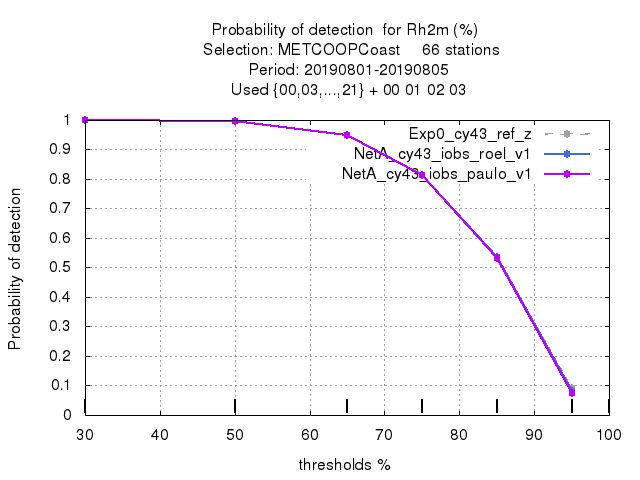 Probability of detection  for Rh2m (%)
Selection: METCOOPCoast     66 stations
Period: 20190801-20190805
Used {00,03,...,21} + 00 01 02 03
Exp0_cy43_ref_z
NetA_cy43_iobs_roel_v1
NetA_cy43_iobs_paulo_v1
Probability of detection
1
0.9
0.8
0.7
0.6
0.5
0.4
0.3
0.2
0.1
0
30 40 50 60 70 80 90 100
thresholds %